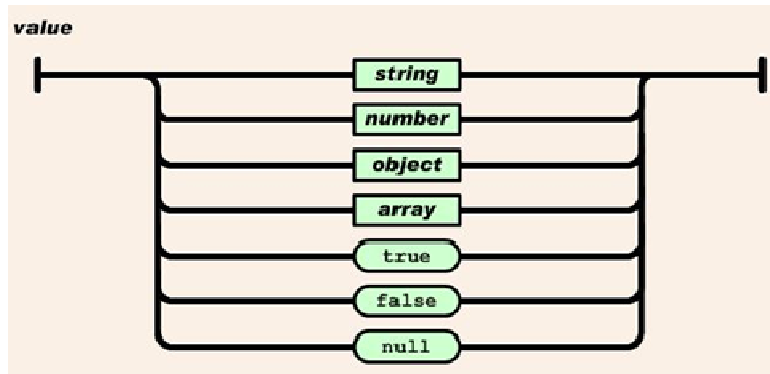 value
string
number
object
array
true
false
null